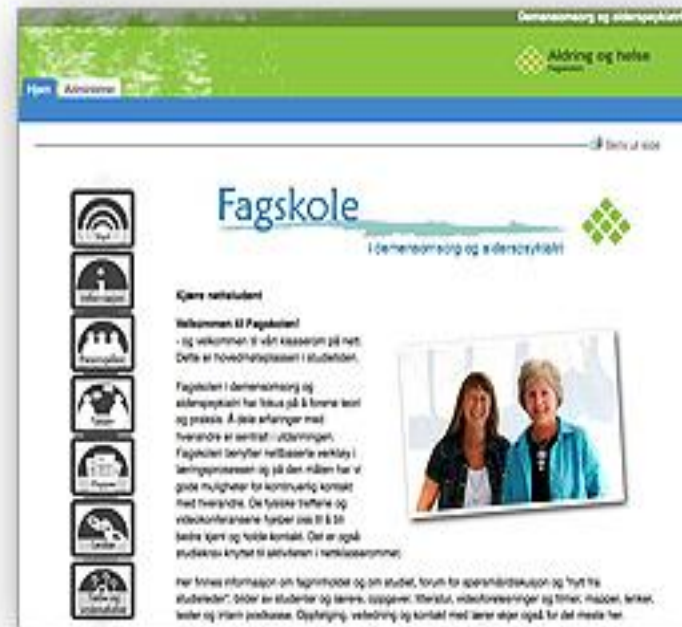 Demensomsorg og alderspsykiatri
Aldring og helse
Fagskolen
Hjem
Skriv ut side
Fagskole
i demensomsorg og alderspsykiatri
Nytt
Informasjon
Kjære nettstudent
Velkommen til Fagskolen!
- og velkommen til vårt klasserom på nett.
Dette er hovedmøteplassen i studietiden.
Fagskolen i demensomsorg og
alderspsykiatri har fokus på å forene teori
og praksis. Å dele erfaringer med
hverandre er sentralt i utdanningen.
Fagskolen benytter nettbaserte verktøy i
læringsprosessen og på den måten har vi
gode muligheter for kontinuerlig kontakt
med hverandre. De fysiske treffene og
videokonferansene hjelper oss til å bli
bedre kjent og holde kontakt. Det er også
studiekrav knyttet til aktiviteten i nettklasserommet.
Her finnes informasjon om faginnholdet og om studiet, forum for spørsmål/diskusjon og "nytt fra
studieleder", bilder av studenter og lærere, oppgaver, litteratur, videoforelesninger og filmer, mapper, lenker,
tester og intern postkasse. Oppfølging, veiledning og kontakt med lærer skjer også for det meste her.